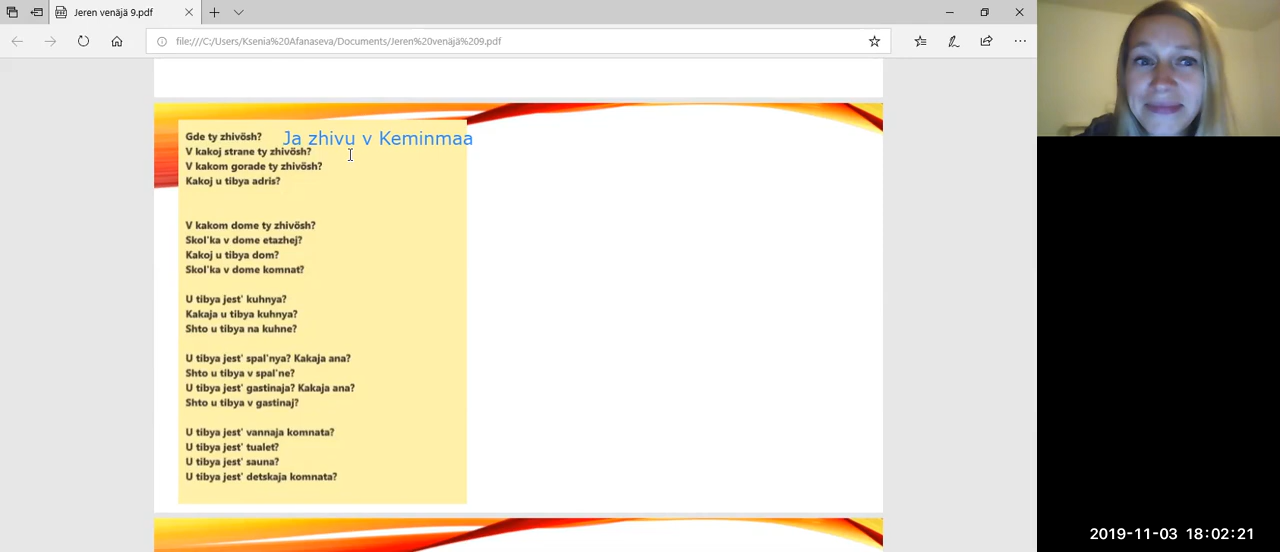 Jeren venäjä 9.pdf
file:///C:/Users/Ksenia%20Afanaseva/Documents/Jeren%20venäjä%209.pdf
Gde ty zhivösh?
Ja zhivu v Keminmaa
V kakoj strane ty zhivösh?
V kakom gorade ty zhivösh?
Kakoj u tibya adris?
V kakom dome ty zhivösh?
Skol'ka v dome etazhej?
Kakoj u tibya dom?
Skol'ka v dome komnat?
U tibya jest' kuhnya?
Kakaja u tibya kuhnya?
Shto u tibya na kuhne?
U tibya jest' spal'nya? Kakaja ana?
Shto u tibya v spal'ne?
U tibya jest' gastinaja? Kakaja ana?
Shto u tibya v gastinaj?
U tibya jest' vannaja komnata?
U tibya jest' tualet?
U tibya jest' sauna?
U tibya jest' detskaja komnata?
2019-11-03 18:02:21